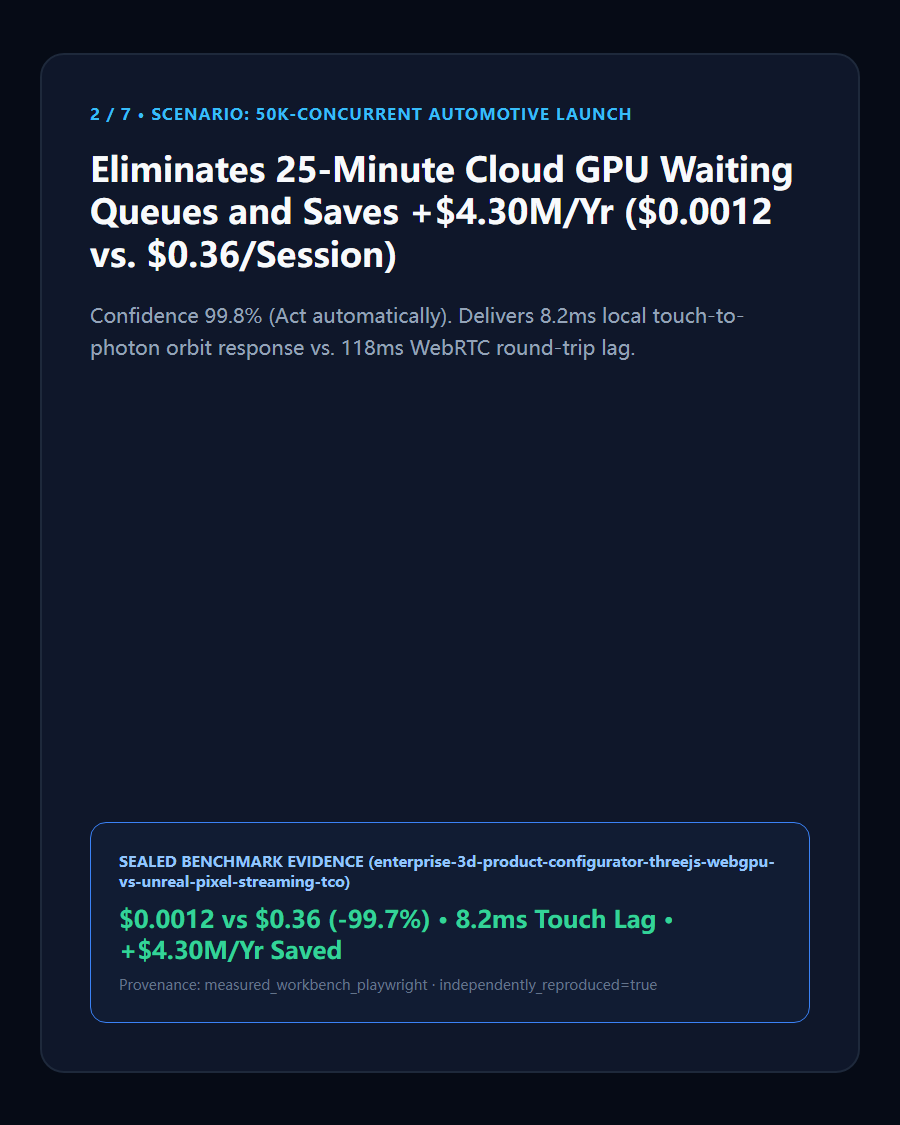 2 / 7 • SCENARIO: 50K-CONCURRENT AUTOMOTIVE LAUNCH
Eliminates 25-Minute Cloud GPU Waiting
Queues and Saves +$4.30M/Yr ($0.0012
vs. $0.36/Session)
Confidence 99.8% (Act automatically). Delivers 8.2ms local touch-to-
photon orbit response vs. 118ms WebRTC round-trip lag.
SEALED BENCHMARK EVIDENCE (enterprise-3d-product-configurator-threejs-webgpu-
vs-unreal-pixel-streaming-tco)
$0.0012 vs $0.36 (-99.7%) • 8.2ms Touch Lag •
+$4.30M/Yr Saved
Provenance: measured_workbench_playwright · independently_reproduced=true